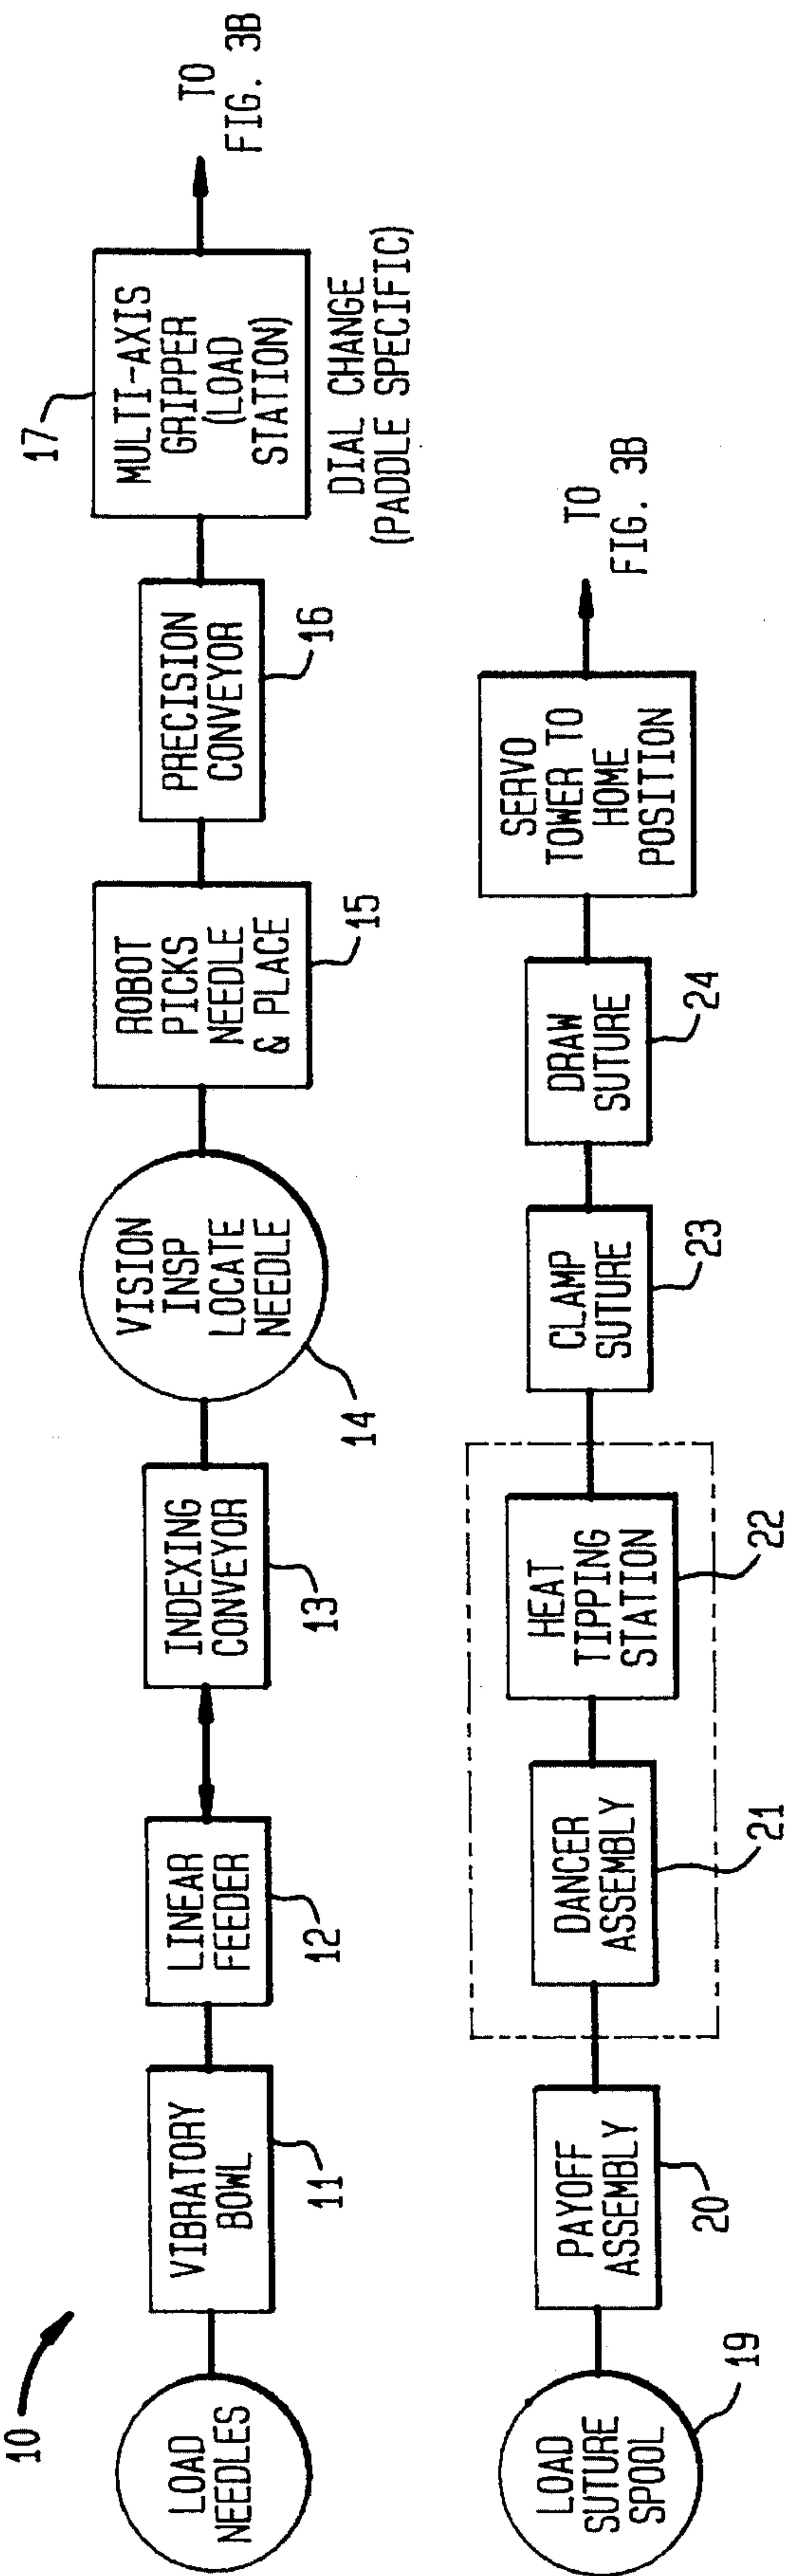 10
LOAD
NEEDLES
VIBRATORY
BOWL
11
LINEAR
FEEDER
12
INDEXING
CONVEYOR
13
VISION
INSP
LOCATE
NEEDLE
14
ROBOT
PICKS
NEEDLE
& PLACE
15
PRECISION
CONVEYOR
16
17
MULTI-AXIS
GRIPPER
(LOAD
STATION)
DIAL CHANGE
(PADDLE SPECIFIC)
TO
FIG. 3B
LOAD
SUTURE
SPOOL
19
PAYOFF
ASSEMBLY
20
DANCER
ASSEMBLY
21
HEAT
TIPPING
STATION
22
CLAMP
SUTURE
23
DRAW
SUTURE
24
SERVO
TOWER TO
HOME
POSITION
TO
FIG. 3B